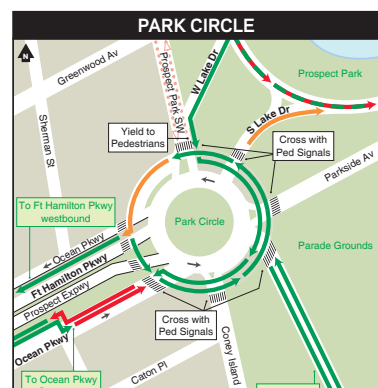 PARK CIRCLE
N
Greenwood Av
Prospect Park SW
W Lake Dr
Prospect Park
S Lake Dr
Sherman St
Yield to
Pedestrians
Cross with
Ped Signals
Parkside Av
To Ft Hamilton Pkwy
westbound
Park Circle
Ocean Pkwy
Ft Hamilton Pkwy
Parade Grounds
Prospect Expwy
Cross with
Ped Signals
Ocean Pkwy
To Ocean Pkwy
Caton Pl
Coney Island